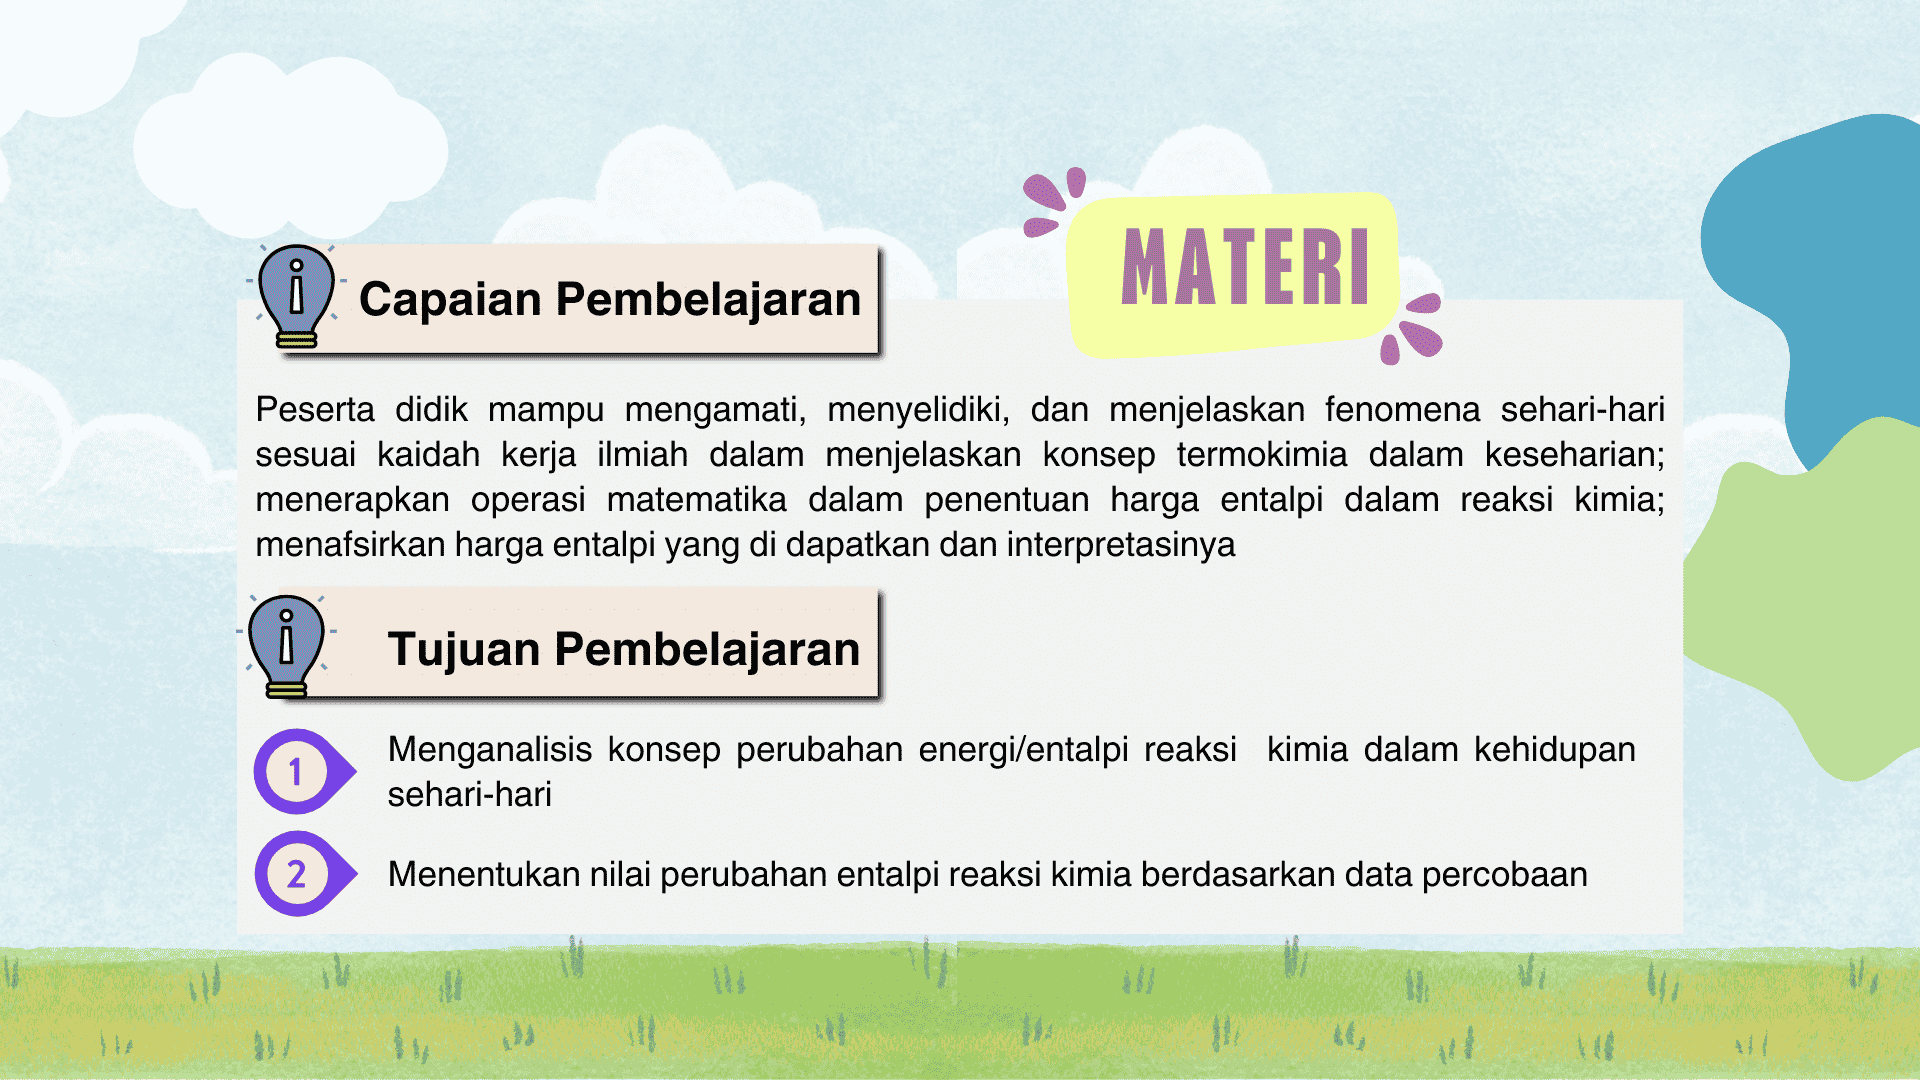 MATERI
Capaian Pembelajaran
Peserta didik mampu mengamati, menyelidiki, dan menjelaskan fenomena sehari-hari
sesuai kaidah kerja ilmiah dalam menjelaskan konsep termokimia dalam keseharian;
menerapkan operasi matematika dalam penentuan harga entalpi dalam reaksi kimia;
menafsirkan harga entalpi yang di dapatkan dan interpretasinya
Tujuan Pembelajaran
1
Menganalisis konsep perubahan energi/entalpi reaksi kimia dalam kehidupan
sehari-hari
2
Menentukan nilai perubahan entalpi reaksi kimia berdasarkan data percobaan